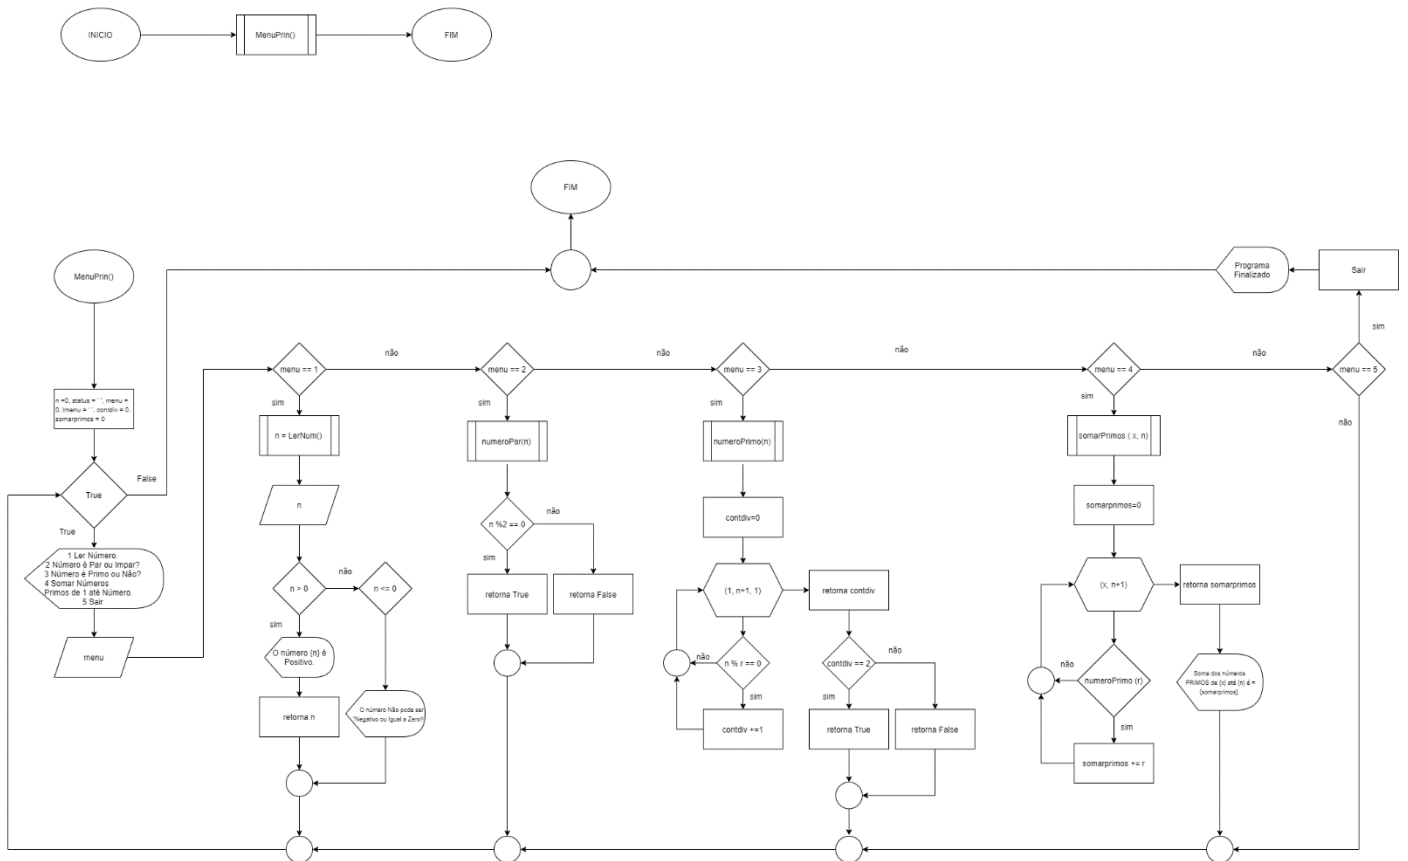 INICIO
MenuPrin()
FIM
FIM
MenuPrin()
Programa
Finalizado
Sair
sim
menu == 1
não
menu == 2
não
menu == 3
não
menu == 4
não
menu == 5
não
n =0, status = ' ', menu =
0, lmenu = ' ', contdiv = 0,
somarprimos = 0
sim
sim
sim
sim
n = LerNum()
numeroPar(n)
numeroPrimo(n)
somarPrimos ( x, n)
True
False
True
n
n %2 == 0
não
sim
contdiv=0
somarprimos=0
1 Ler Número.
2 Número é Par ou Impar?
3 Número é Primo ou Não?
4 Somar Números
Primos de 1 até Número.
5 Sair
menu
n > 0
não
n <= 0
sim
retorna True
retorna False
(1, n+1, 1)
retorna contdiv
(x, n+1)
retorna somarprimos
O número {n} é
Positivo.
não
n % r == 0
sim
contdiv == 2
não
sim
não
numeroPrimo (r)
sim
Soma dos números
PRIMOS de {x} até {n} é =
{somarprimos}
retorna n
O número Não pode ser
"Negativo ou Igual a Zero!!
contdiv +=1
retorna True
retorna False
somarprimos += r